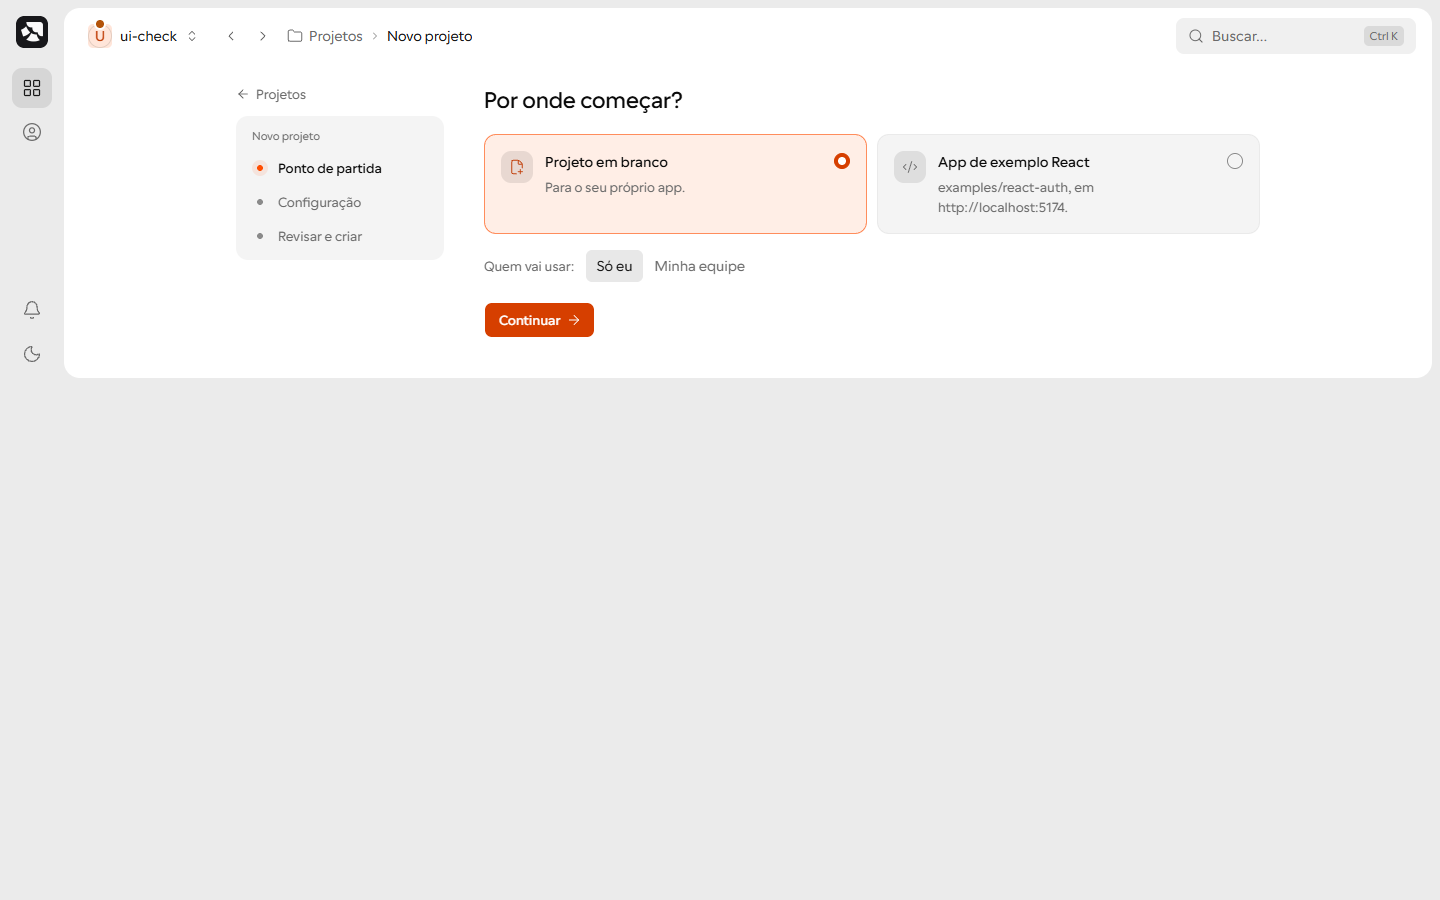 U ui-check
Projetos
Novo projeto
Buscar...
Ctrl K
Projetos
Novo projeto
Ponto de partida
Configuração
Revisar e criar
Por onde começar?
Projeto em branco
Para o seu próprio app.
App de exemplo React
examples/react-auth, em
http://localhost:5174.
Quem vai usar:
Só eu
Minha equipe
Continuar